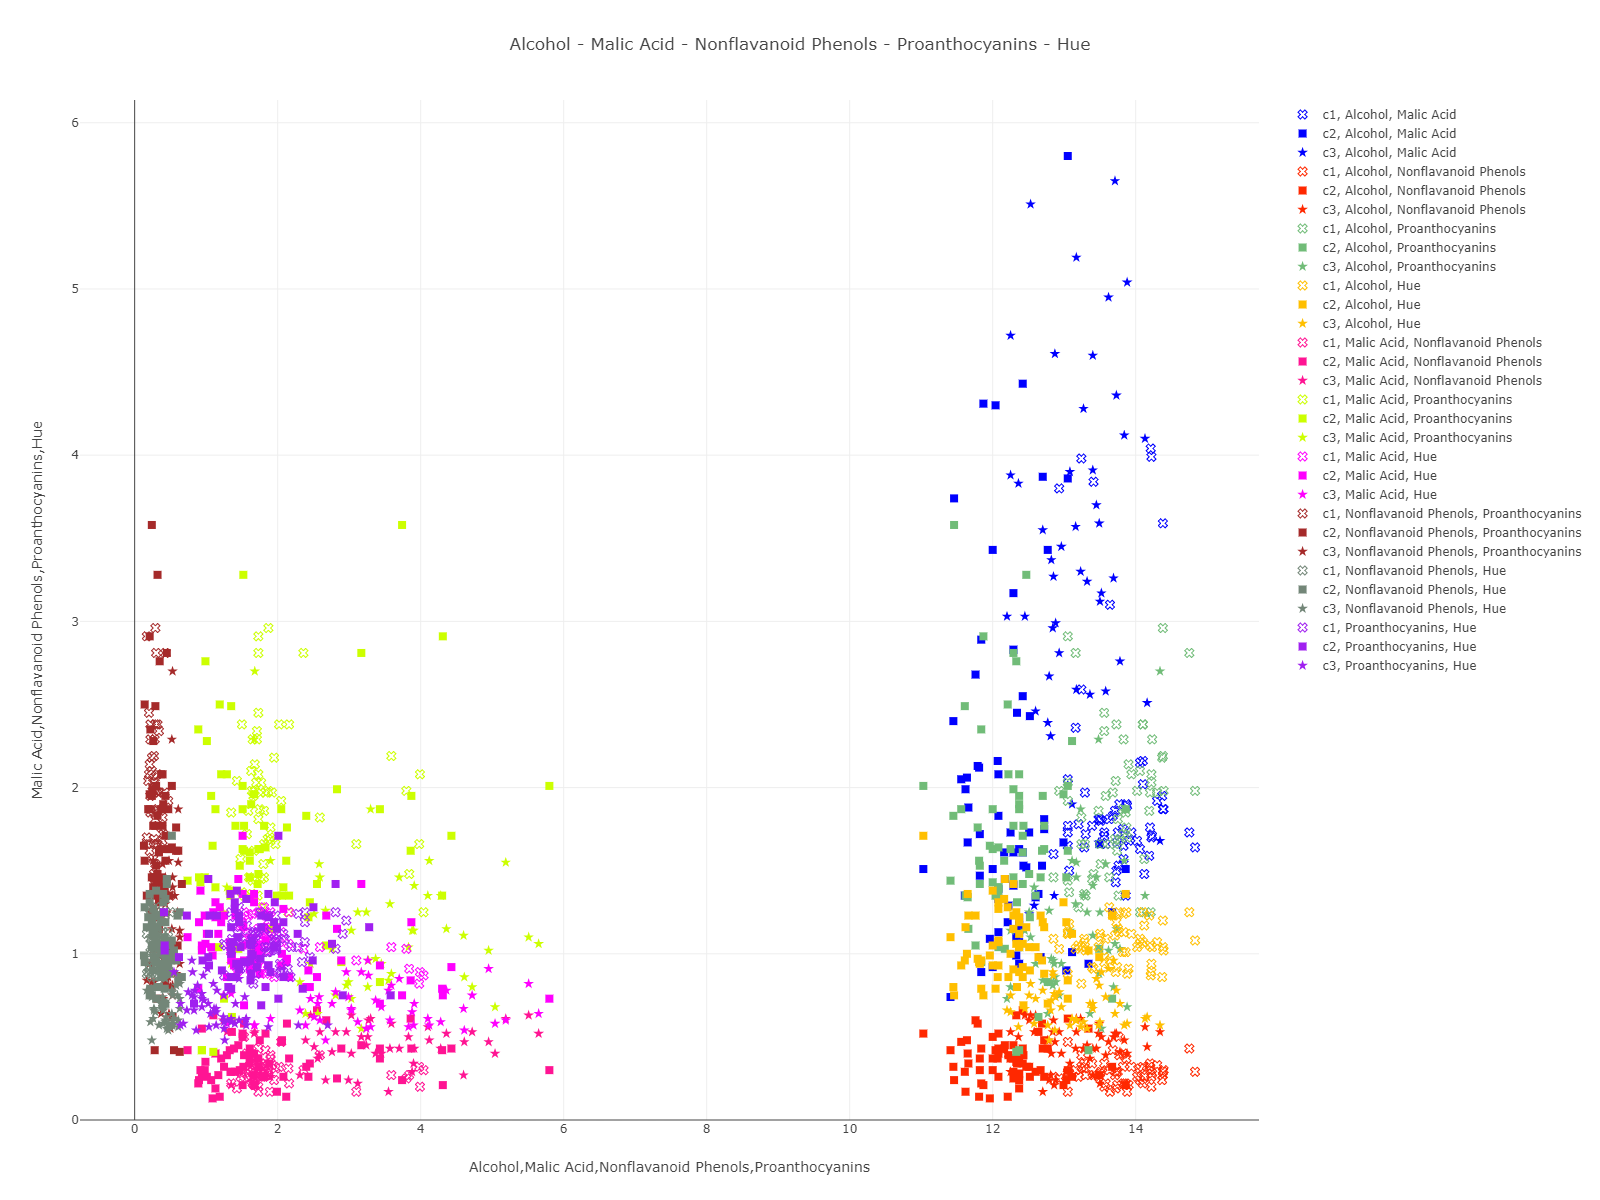 Alcohol - Malic Acid - Nonflavanoid Phenols - Proanthocyanins - Hue
Malic Acid,Nonflavanoid Phenols,Proanthocyanins,Hue
6
5
4
3
2
1
0
0 2 4 6 8 10 12 14
Alcohol,Malic Acid,Nonflavanoid Phenols,Proanthocyanins
c1, Alcohol, Malic Acid
c2, Alcohol, Malic Acid
c3, Alcohol, Malic Acid
c1, Alcohol, Nonflavanoid Phenols
c2, Alcohol, Nonflavanoid Phenols
c3, Alcohol, Nonflavanoid Phenols
c1, Alcohol, Proanthocyanins
c2, Alcohol, Proanthocyanins
c3, Alcohol, Proanthocyanins
c1, Alcohol, Hue
c2, Alcohol, Hue
c3, Alcohol, Hue
c1, Malic Acid, Nonflavanoid Phenols
c2, Malic Acid, Nonflavanoid Phenols
c3, Malic Acid, Nonflavanoid Phenols
c1, Malic Acid, Proanthocyanins
c2, Malic Acid, Proanthocyanins
c3, Malic Acid, Proanthocyanins
c1, Malic Acid, Hue
c2, Malic Acid, Hue
c3, Malic Acid, Hue
c1, Nonflavanoid Phenols, Proanthocyanins
c2, Nonflavanoid Phenols, Proanthocyanins
c3, Nonflavanoid Phenols, Proanthocyanins
c1, Nonflavanoid Phenols, Hue
c2, Nonflavanoid Phenols, Hue
c3, Nonflavanoid Phenols, Hue
c1, Proanthocyanins, Hue
c2, Proanthocyanins, Hue
c3, Proanthocyanins, Hue